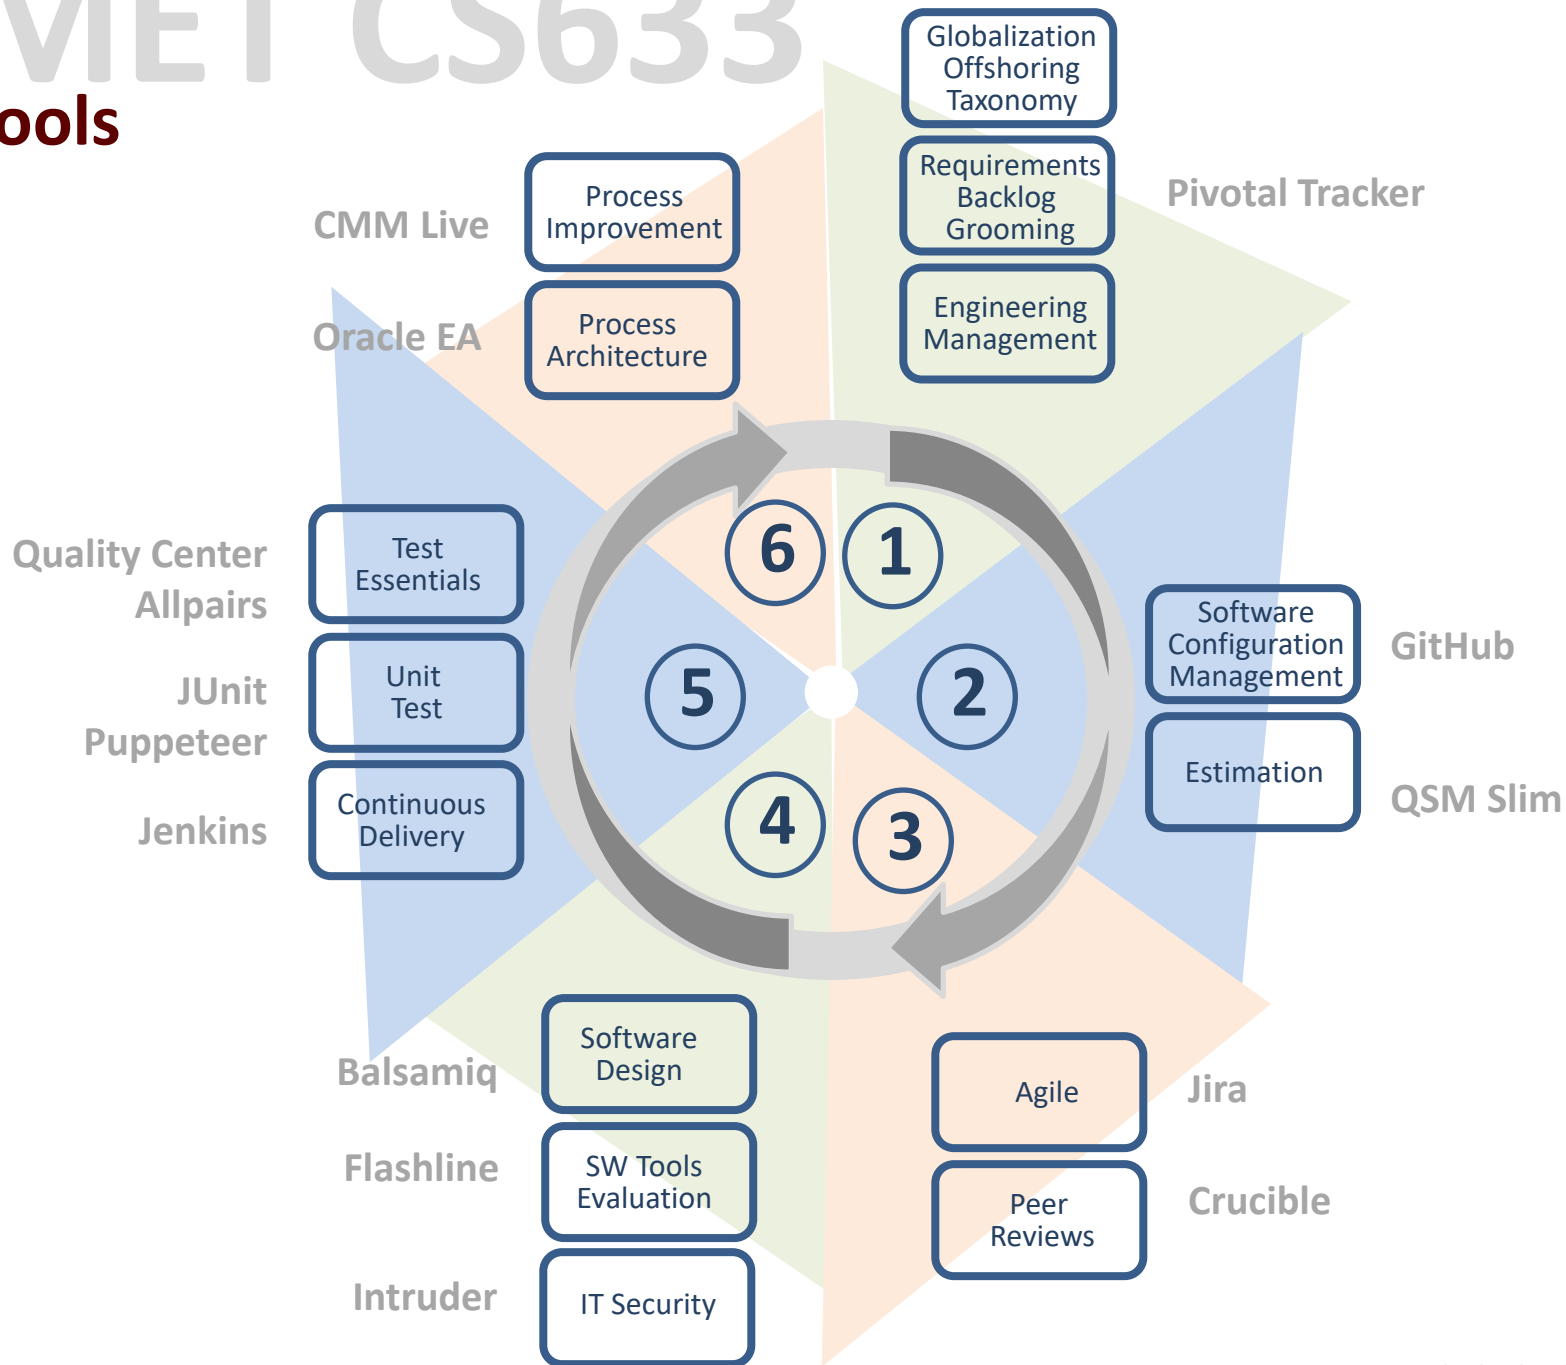 MET CS633
ools
Globalization
Offshoring
Taxonomy
Requirements
Backlog
Grooming
Pivotal Tracker
Engineering
Management
CMM Live
Process
Improvement
Oracle EA
Process
Architecture
6
1
5
2
4
3
Quality Center
Allpairs
Test
Essentials
JUnit
Puppeteer
Unit
Test
Jenkins
Continuous
Delivery
Software
Configuration
Management
GitHub
Estimation
QSM Slim
Balsamiq
Software
Design
Flashline
SW Tools
Evaluation
Intruder
IT Security
Agile
Jira
Peer
Reviews
Crucible